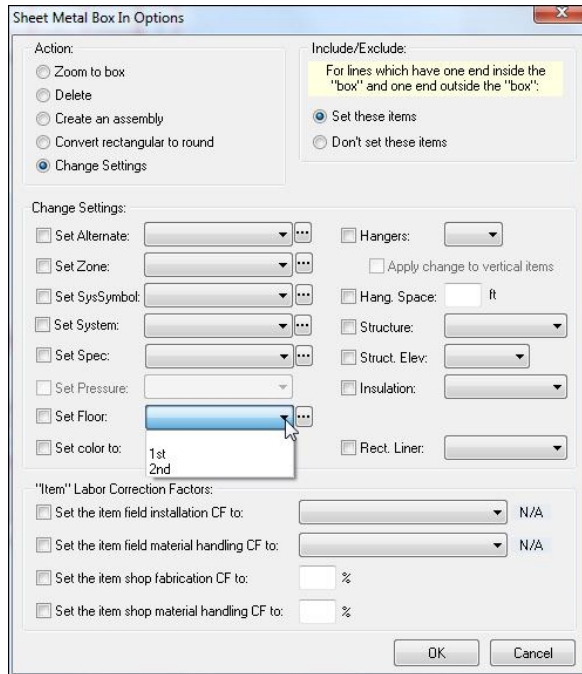 Sheet Metal Box In Options
Action:
Zoom to box
Delete
Create an assembly
Convert rectangular to round
Change Settings
Include/Exclude:
For lines which have one end inside the
"box" and one end outside the "box":
Set these items
Don't set these items
Change Settings:
Set Alternate:
Set Zone:
Set SysSymbol:
Set System:
Set Spec:
Set Pressure:
Set Floor:
1st
2nd
Set color to:
Hangers:
Apply change to vertical items
Hang. Space: ft
Structure:
Struct. Elev:
Insulation:
Rect. Liner:
"Item" Labor Correction Factors:
Set the item field installation CF to: N/A
Set the item field material handling CF to: N/A
Set the item shop fabrication CF to: %
Set the item shop material handling CF to: %
OK Cancel